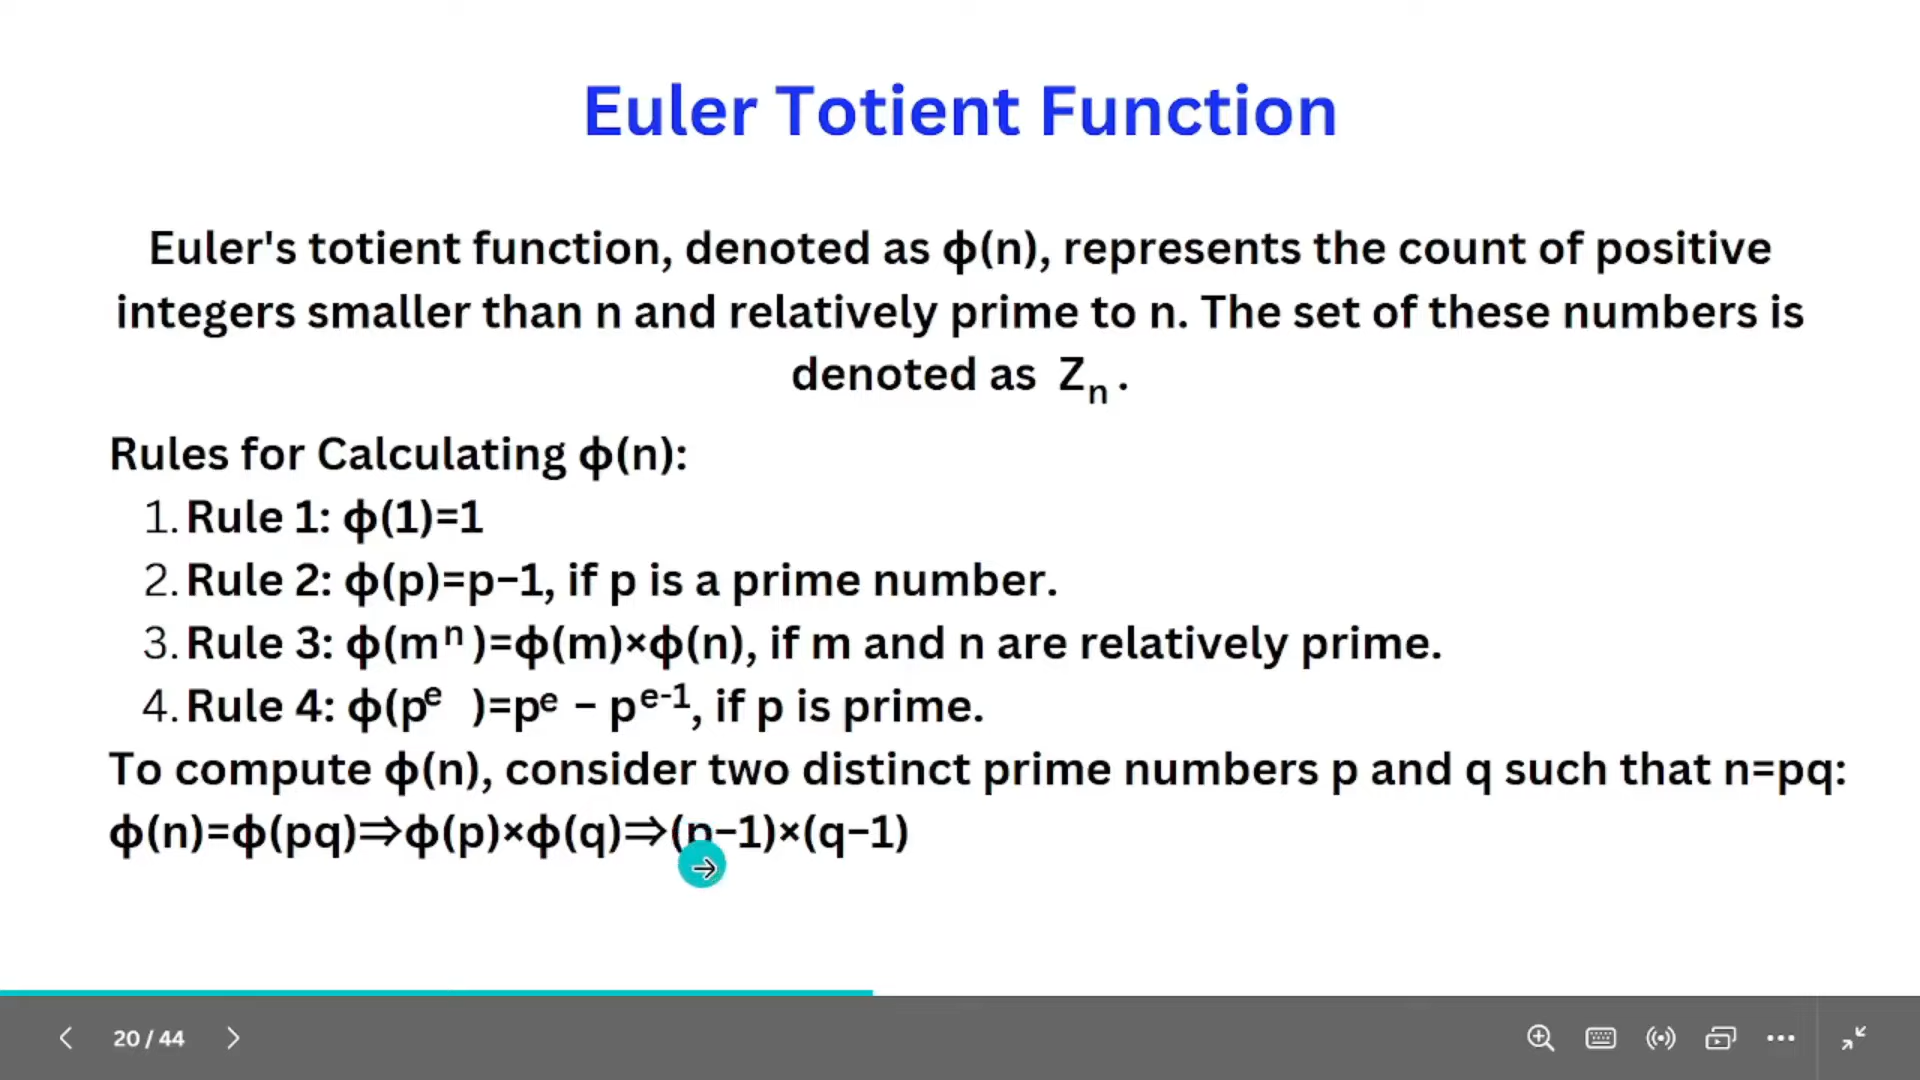 Euler Totient Function
Euler's totient function, denoted as ϕ(n), represents the count of positive
integers smaller than n and relatively prime to n. The set of these numbers is
denoted as Zₙ.
Rules for Calculating ϕ(n):
1. Rule 1: ϕ(1)=1
2. Rule 2: ϕ(p)=p−1, if p is a prime number.
3. Rule 3: ϕ(mⁿ)=ϕ(m)×ϕ(n), if m and n are relatively prime.
4. Rule 4: ϕ(pᵉ )=pᵉ − pᵉ⁻¹, if p is prime.
To compute ϕ(n), consider two distinct prime numbers p and q such that n=pq:
ϕ(n)=ϕ(pq)⇒ϕ(p)×ϕ(q)⇒(p−1)×(q−1)
20 / 44